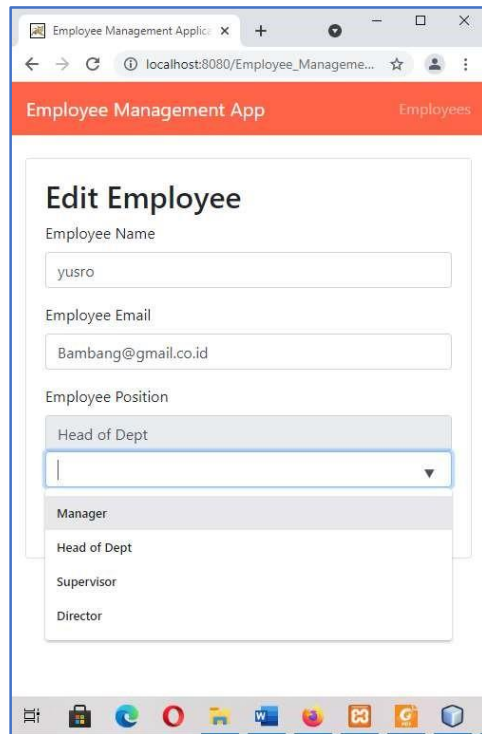 Employee Management Applic
localhost:8080/Employee_Manageme...
Employee Management App Employees
Edit Employee
Employee Name
yusro
Employee Email
Bambang@gmail.co.id
Employee Position
Head of Dept
Manager
Head of Dept
Supervisor
Director